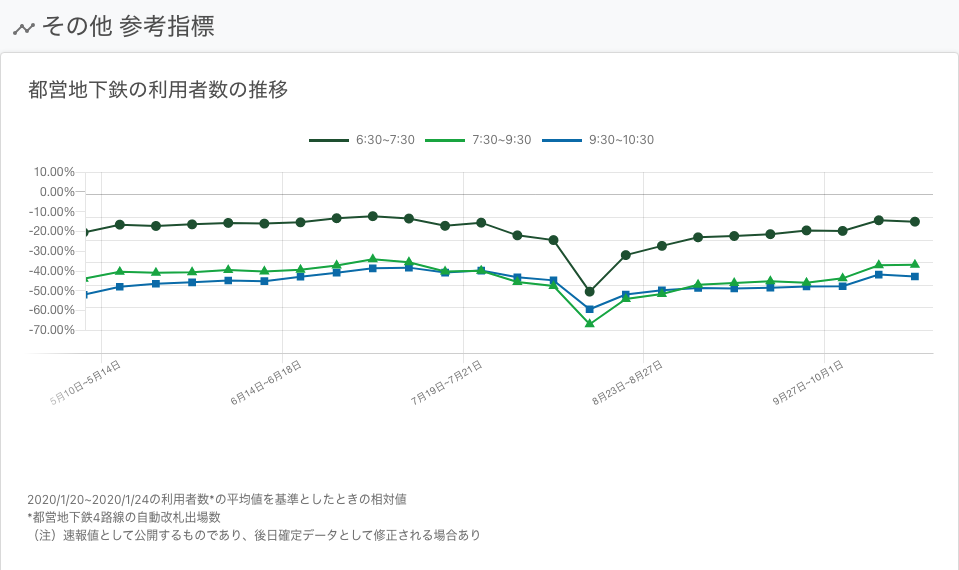 その他 参考指標
都営地下鉄の利用者数の推移
6:30~7:30 7:30~9:30 9:30~10:30
10.00%
0.00%
-10.00%
-20.00%
-30.00%
-40.00%
-50.00%
-60.00%
-70.00%
5月10日~5月14日
6月14日~6月18日
7月19日~7月21日
8月23日~8月27日
9月27日~10月1日
2020/1/20~2020/1/24の利用者数*の平均値を基準としたときの相対値
*都営地下鉄4路線の自動改札出場数
（注）速報値として公開するものであり、後日確定データとして修正される場合あり